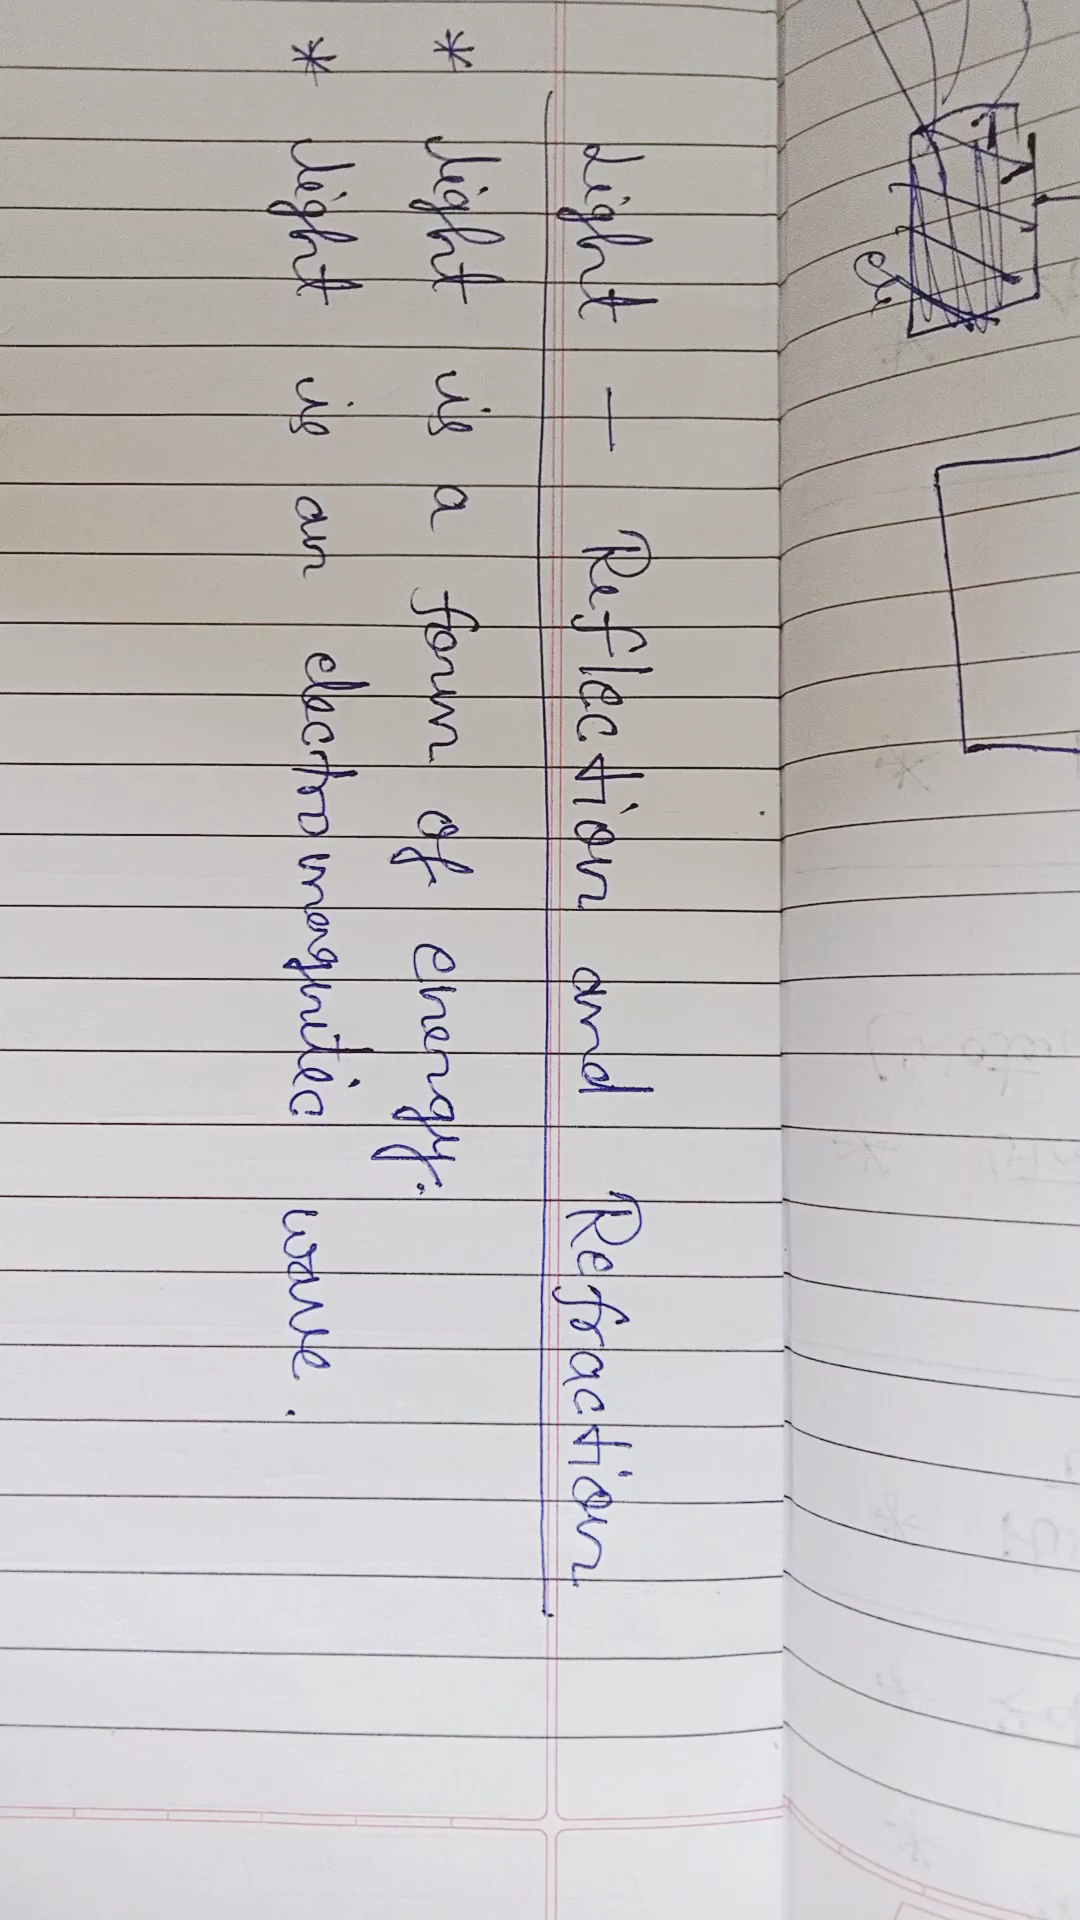 Light — Reflection and Refraction
* Light is a form of energy.
* Light is an electromagnetic wave.